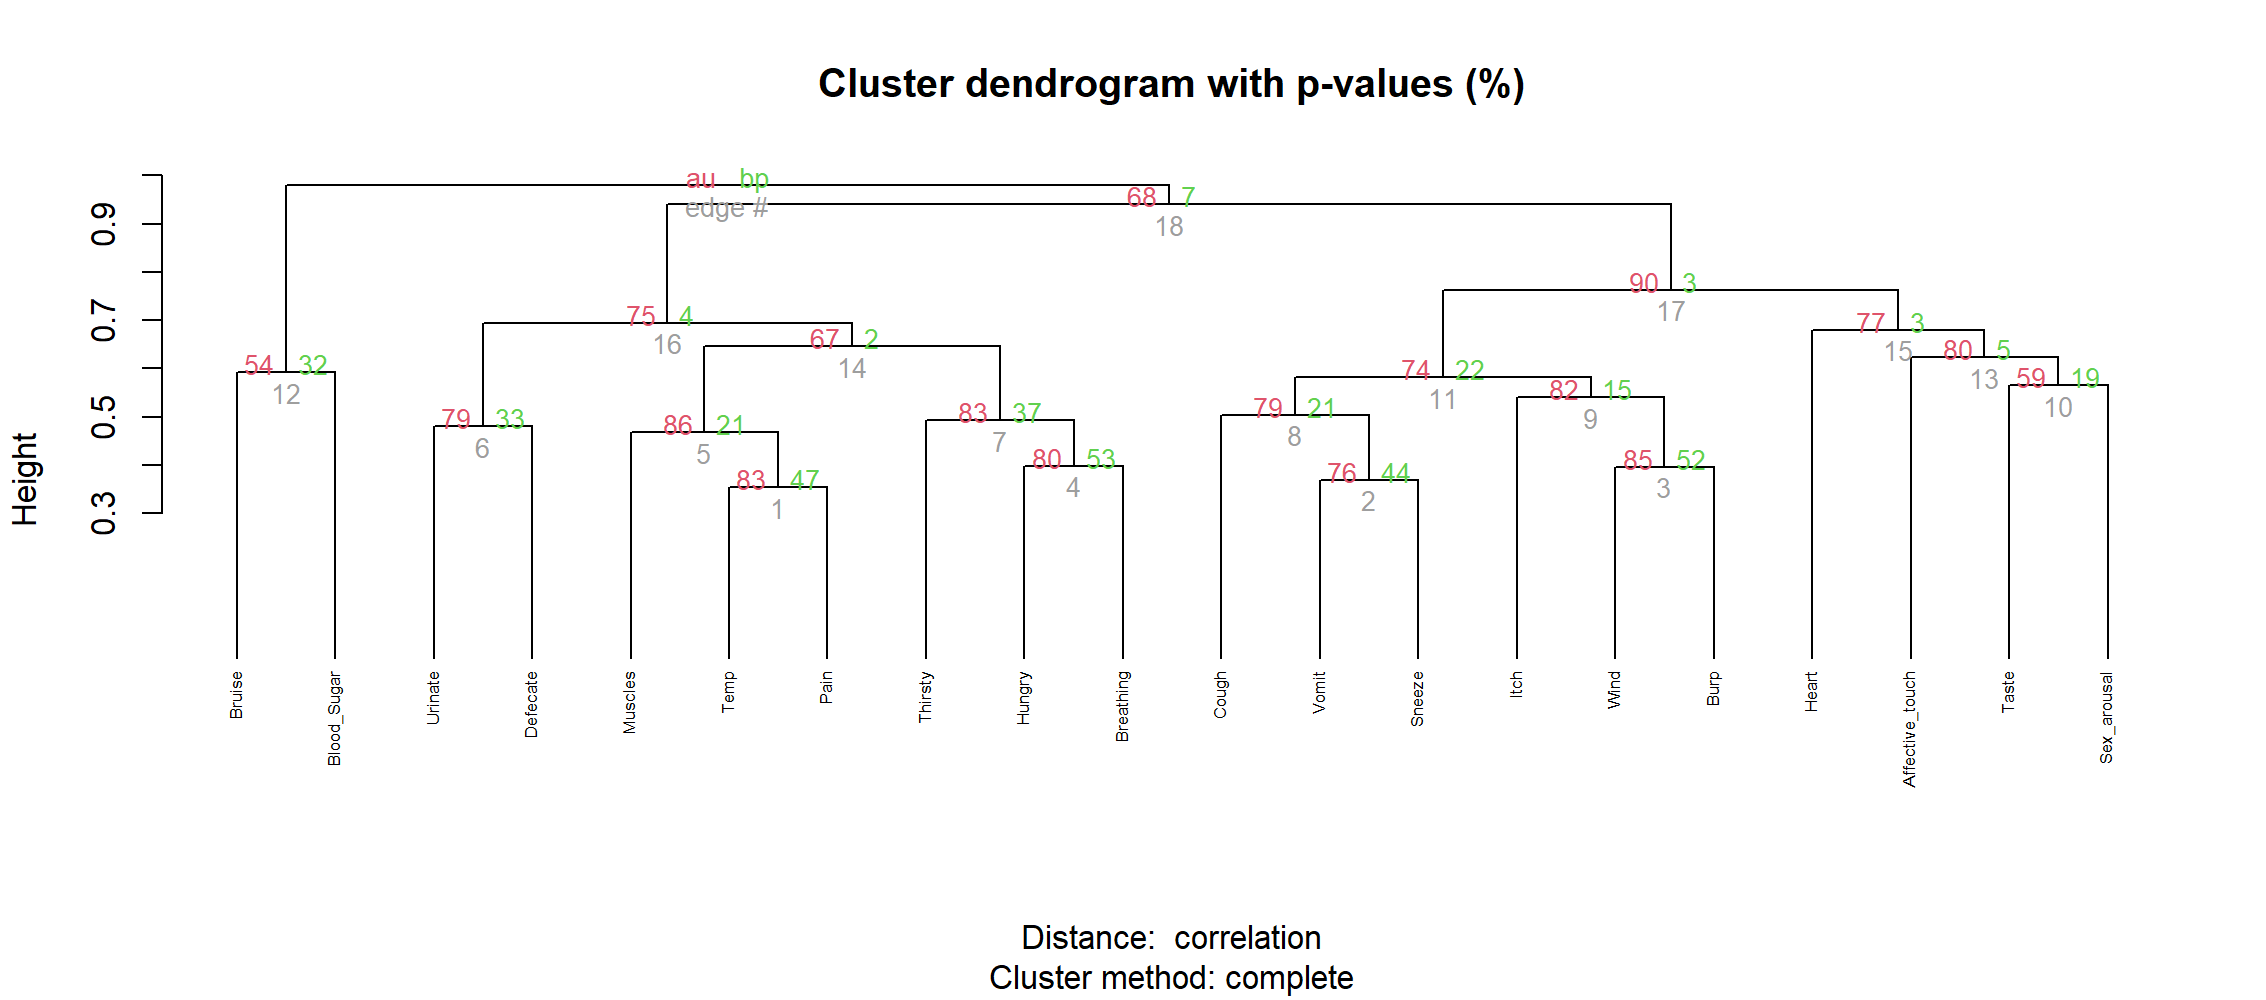 Cluster dendrogram with p-values (%)
au bp
edge #
68 7
18
90 3
17
75 4
16
77 3
15
67 2
14
80 5
13
54 32
12
74 22
11
59 19
10
82 15
9
79 21
8
83 37
7
79 33
6
86 21
5
80 53
4
85 52
3
76 44
2
83 47
1
Height
0.9
0.7
0.5
0.3
Bruise
Blood_Sugar
Urinate
Defecate
Muscles
Temp
Pain
Thirsty
Hungry
Breathing
Cough
Vomit
Sneeze
Itch
Wind
Burp
Heart
Affective_touch
Taste
Sex_arousal
Distance: correlation
Cluster method: complete